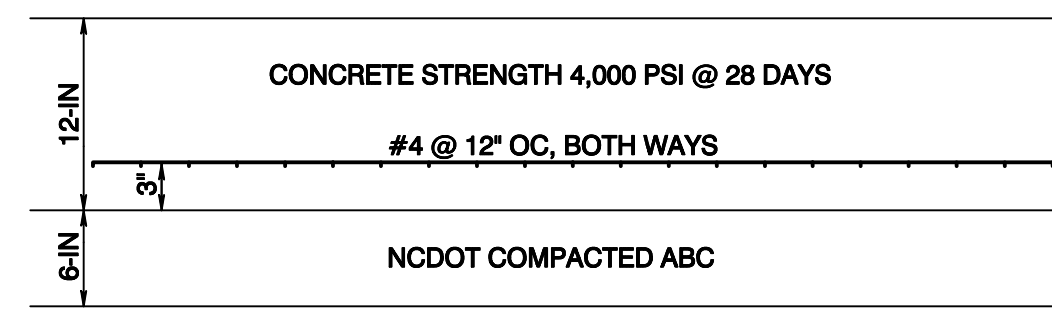 12-IN
CONCRETE STRENGTH 4,000 PSI @ 28 DAYS
#4 @ 12" OC, BOTH WAYS
3"
6-IN
NCDOT COMPACTED ABC